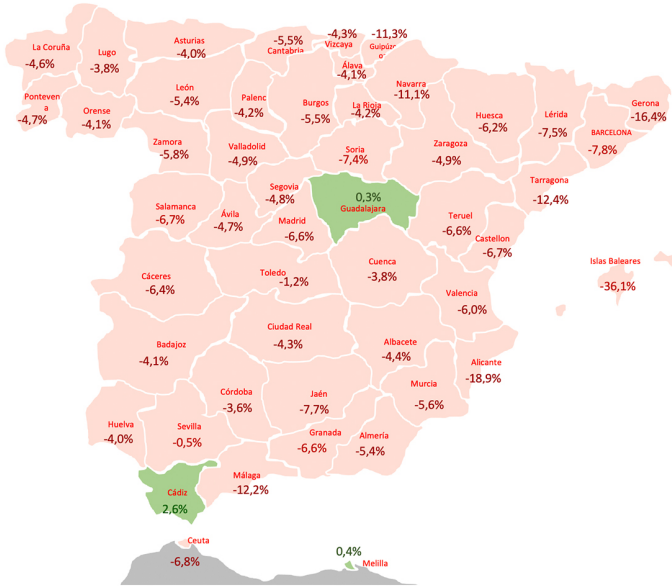 La Coruña
-4,6%
Lugo
-3,8%
Asturias
-4,0%
-5,5%
Cantabria
-4,3%
Vizcaya
-11,3%
Guipúzc
Álava
-4,1%
Navarra
-11,1%
Ponteve
a
-4,7%
Orense
-4,1%
León
-5,4%
Palenc
-4,2%
Burgos
-5,5%
La Rioja
-4,2%
Huesca
-6,2%
Lérida
-7,5%
BARCELONA
-7,8%
Gerona
-16,4%
Zamora
-5,8%
Valladolid
-4,9%
Soria
-7,4%
Zaragoza
-4,9%
Tarragona
-12,4%
Salamanca
-6,7%
Ávila
-4,7%
Segovia
-4,8%
Madrid
-6,6%
0,3%
Guadalajara
Teruel
-6,6%
Castellon
-6,7%
Islas Baleares
-36,1%
Cáceres
-6,4%
Toledo
-1,2%
Cuenca
-3,8%
Valencia
-6,0%
Badajoz
-4,1%
Ciudad Real
-4,3%
Albacete
-4,4%
Alicante
-18,9%
Córdoba
-3,6%
Jaén
-7,7%
Murcia
-5,6%
Huelva
-4,0%
Sevilla
-0,5%
Granada
-6,6%
Almería
-5,4%
Cádiz
2,6%
Málaga
-12,2%
Ceuta
-6,8%
0,4%
Melilla